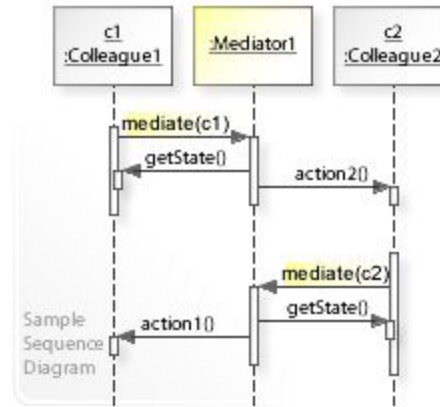 c1
:Colleague1
:Mediator1
c2
:Colleague2
mediate(c1)
getState()
action2()
mediate(c2)
getState()
action1()
Sample
Sequence
Diagram